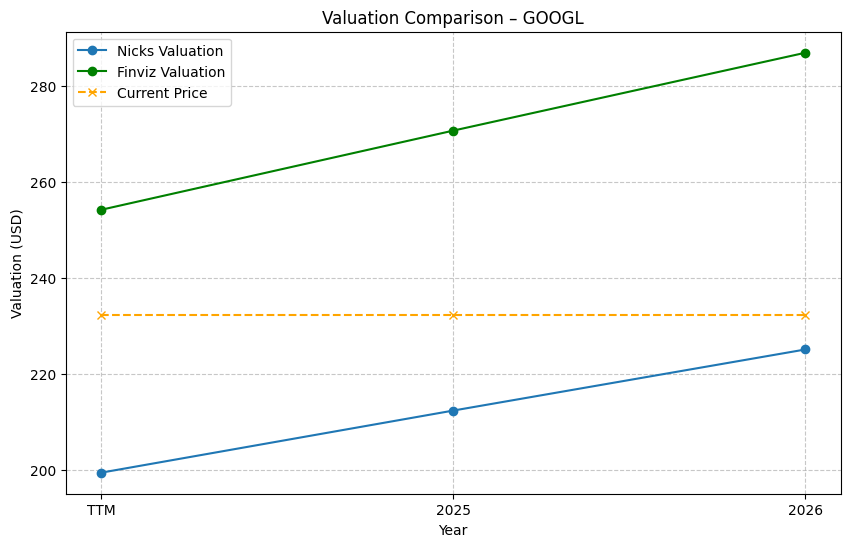 Valuation Comparison – GOOGL
Nicks Valuation
Finviz Valuation
Current Price
Valuation (USD)
280
260
240
220
200
TTM
2025
2026
Year